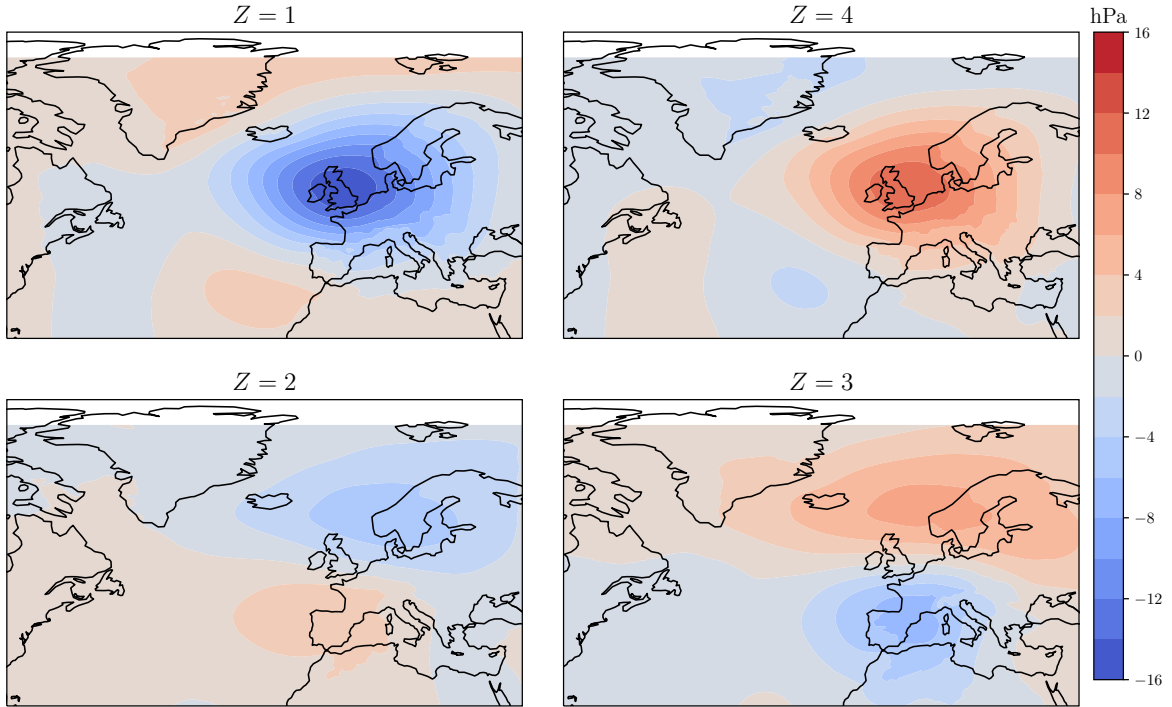 Z = 1
Z = 4
hPa
16
12
8
4
0
−4
−8
−12
−16
Z = 2
Z = 3